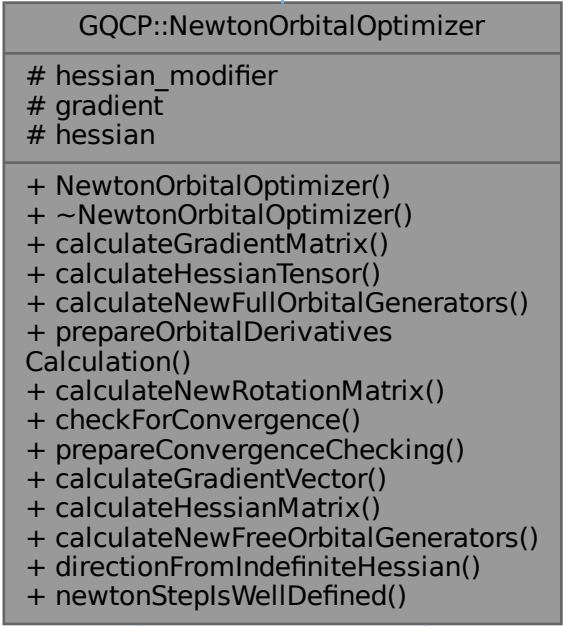 GQCP::NewtonOrbitalOptimizer
# hessian_modifier
# gradient
# hessian
+ NewtonOrbitalOptimizer()
+ ~NewtonOrbitalOptimizer()
+ calculateGradientMatrix()
+ calculateHessianTensor()
+ calculateNewFullOrbitalGenerators()
+ prepareOrbitalDerivatives
Calculation()
+ calculateNewRotationMatrix()
+ checkForConvergence()
+ prepareConvergenceChecking()
+ calculateGradientVector()
+ calculateHessianMatrix()
+ calculateNewFreeOrbitalGenerators()
+ directionFromIndefiniteHessian()
+ newtonStepIsWellDefined()